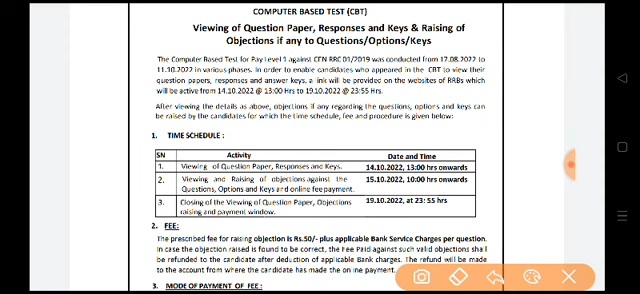 COMPUTER BASED TEST (CBT)
Viewing of Question Paper, Responses and Keys & Raising of
Objections if any to Questions/Options/Keys
The Computer Based Test for Pay Level 1 against CEN RRC 01/2019 was conducted from 17.08.2022 to
11.10.2022 in various phases. In order to enable candidates who appeared in the CBT to view their
question papers, responses and answer keys, a link will be provided on the websites of RRBs which
will be active from 14.10.2022 @ 13:00 Hrs to 19.10.2022 @ 23:55 Hrs.
After viewing the details as above, objections if any regarding the questions, options and keys can
be raised by the candidates for which the time schedule, fee and procedure is given below:
1. TIME SCHEDULE :
SN Activity Date and Time
1. Viewing of Question Paper, Responses and Keys. 14.10.2022, 13:00 Hrs onwards
2. Viewing and Raising of objections against the 15.10.2022, 10:00 hrs onwards
Questions, Options and Keys and online fee payment.
3. Closing of the Viewing of Question Paper, Objections 19.10.2022, at 23: 55 hrs
raising and payment window.
2. FEE:
The prescribed fee for raising objection is Rs.50/- plus applicable Bank Service Charges per question.
In case the objection raised is found to be correct, the Fee Paid against such valid objections shall
be refunded to the candidate after deduction of applicable Bank charges. The refund will be made
to the account from where the candidate has made the online payment.
3. MODE OF PAYMENT OF FEE :